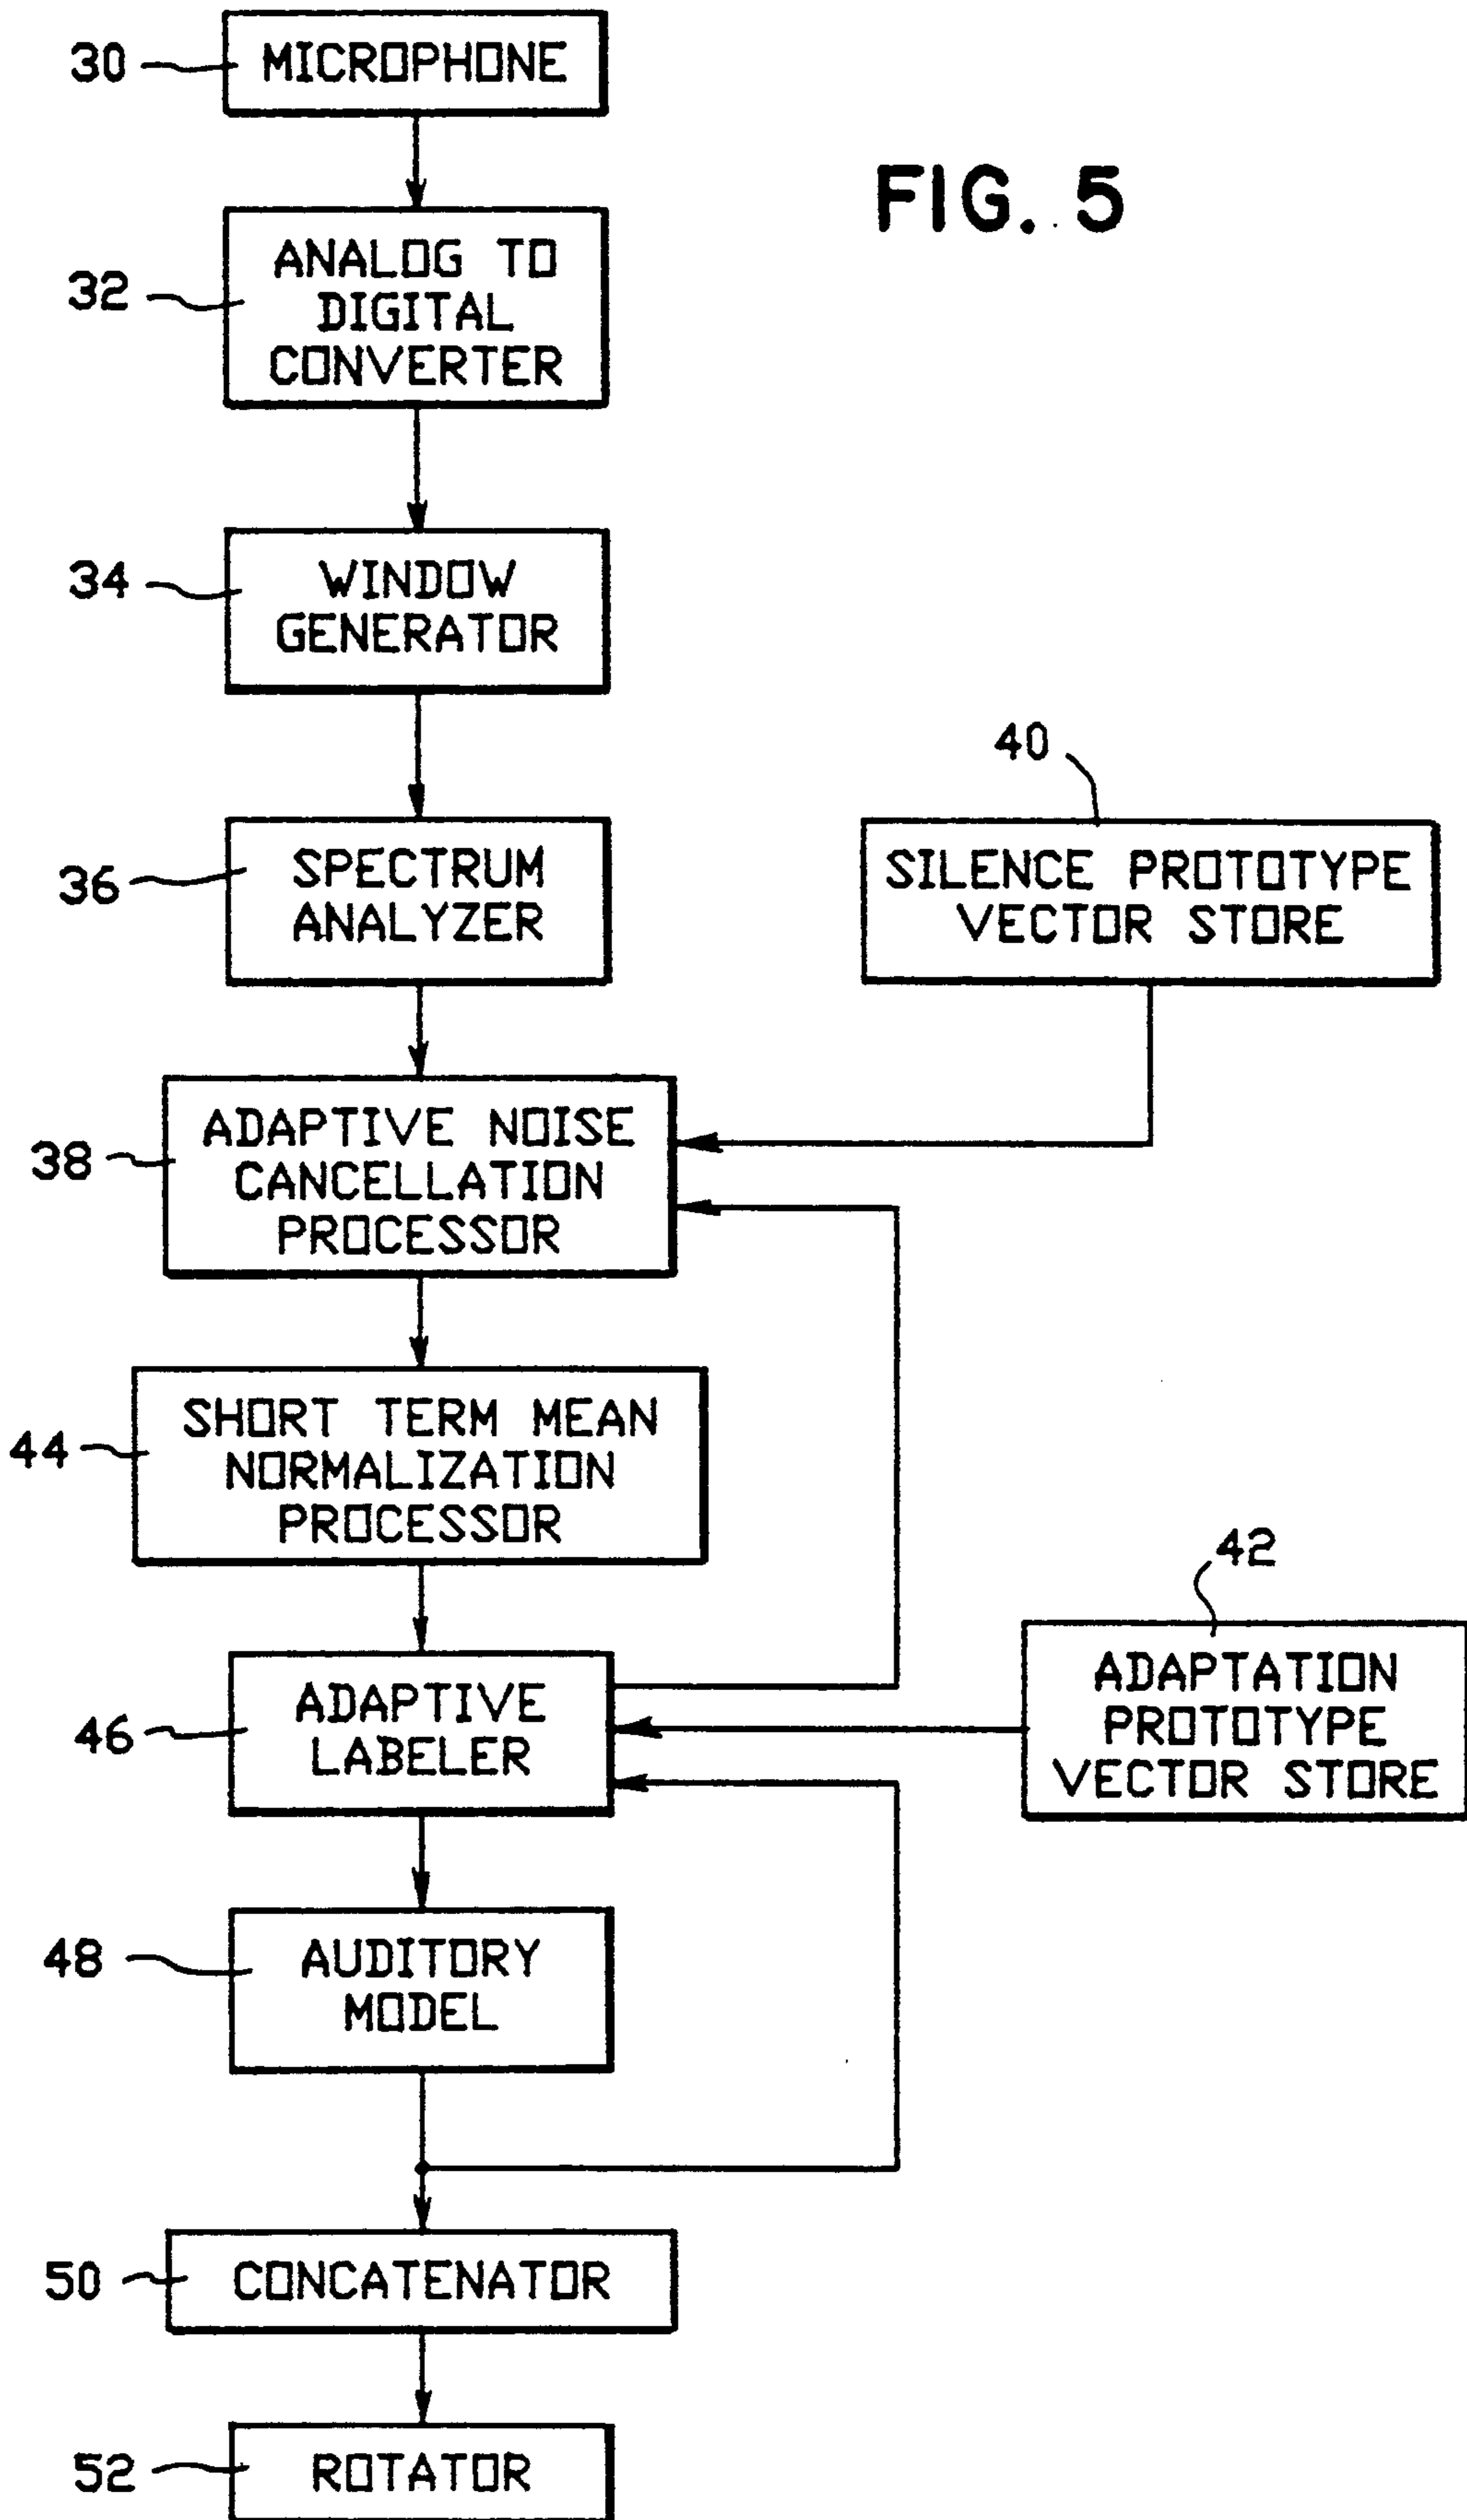 30
MICROPHONE
FIG. 5
32
ANALOG TO
DIGITAL
CONVERTER
34
WINDOW
GENERATOR
40
36
SPECTRUM
ANALYZER
SILENCE PROTOTYPE
VECTOR STORE
38
ADAPTIVE NOISE
CANCELLATION
PROCESSOR
44
SHORT TERM MEAN
NORMALIZATION
PROCESSOR
42
46
ADAPTIVE
LABELER
ADAPTATION
PROTOTYPE
VECTOR STORE
48
AUDITORY
MODEL
50
CONCATENATOR
52
ROTATOR